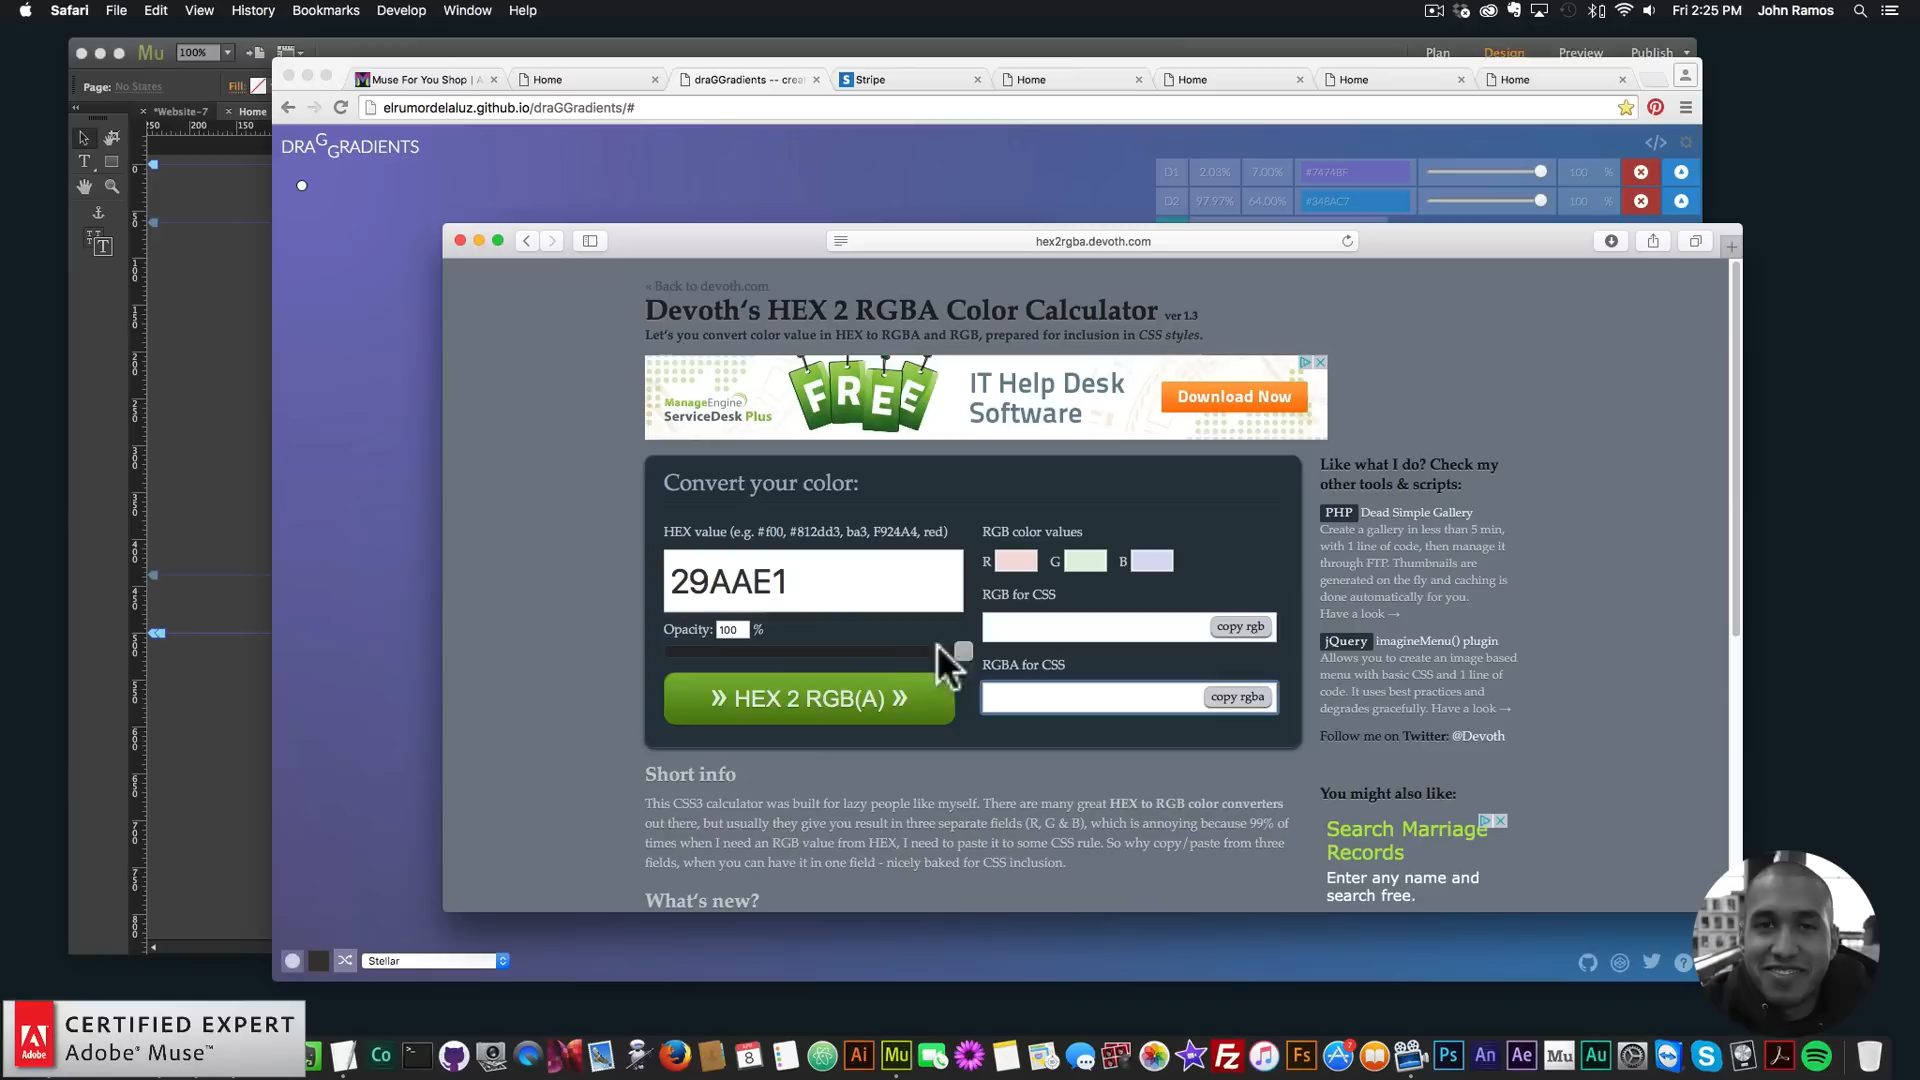 Safari File Edit View History Bookmarks Develop Window Help
Fri 2:25 PM John Ramos
Mu 100%
Plan Design Preview Publish
Page: No States Fill:
Muse For You Shop | A
Home
draGGradients -- crea
Stripe
Home
Home
Home
Home
*Website-7 Home
elrumordelaluz.github.io/draGGradients/#
DRAGGRADIENTS
D1 2.03% 7.00% #74748F 100 %
D2 97.97% 64.00% #348AC7 100 %
hex2rgba.devoth.com
« Back to devoth.com
Devoth's HEX 2 RGBA Color Calculator ver 1.3
Let's you convert color value in HEX to RGBA and RGB, prepared for inclusion in CSS styles.
ManageEngine
ServiceDesk Plus
FREE
IT Help Desk
Software
Download Now
Convert your color:
HEX value (e.g. #f00, #812dd3, ba3, F924A4, red)
29AAE1
Opacity: 100 %
» HEX 2 RGB(A) »
RGB color values
R G B
RGB for CSS
copy rgb
RGBA for CSS
copy rgba
Like what I do? Check my
other tools & scripts:
PHP Dead Simple Gallery
Create a gallery in less than 5 min,
with 1 line of code, then manage it
through FTP. Thumbnails are
generated on the fly and caching is
done automatically for you.
Have a look →
jQuery imagineMenu() plugin
Allows you to create an image based
menu with basic CSS and 1 line of
code. It uses best practices and
degrades gracefully. Have a look →
Follow me on Twitter: @Devoth
Short info
This CSS3 calculator was built for lazy people like myself. There are many great HEX to RGB color converters
out there, but usually they give you result in three separate fields (R, G & B), which is annoying because 99% of
times when I need an RGB value from HEX, I need to paste it to some CSS rule. So why copy/paste from three
fields, when you can have it in one field - nicely baked for CSS inclusion.
What's new?
You might also like:
Search Marriage
Records
Enter any name and
search free.
Stellar
CERTIFIED EXPERT
Adobe® Muse™
Adobe